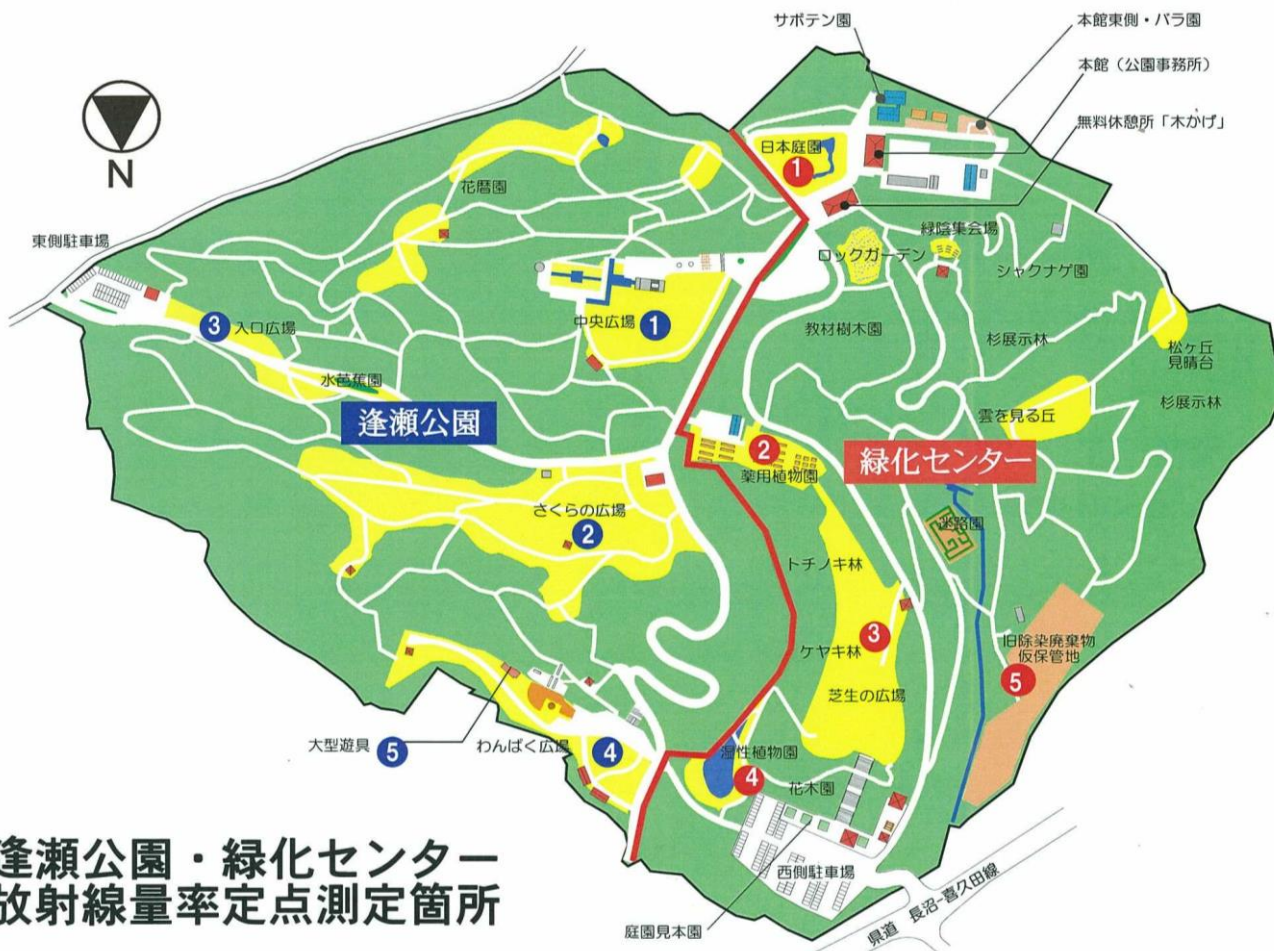 サボテン園
本館東側・バラ園
本館（公園事務所）
無料休憩所「木かげ」
N
日本庭園
1
花暦園
東側駐車場
緑陰集会場
ロックガーデン
シャクナゲ園
3 入口広場
中央広場 1
教材樹木園
杉展示林
松ヶ丘
見晴台
水芭蕉園
杉展示林
雲を見る丘
逢瀬公園
2
緑化センター
薬用植物園
さくらの広場
2
迷路園
トチノキ林
3
ケヤキ林
旧除染廃棄物
仮保管地
5
芝生の広場
大型遊具 5
わんぱく広場
4
湿性植物園
4
花木園
西側駐車場
庭園見本園
県道 長沼-喜久田線
逢瀬公園・緑化センター
放射線量率定点測定箇所